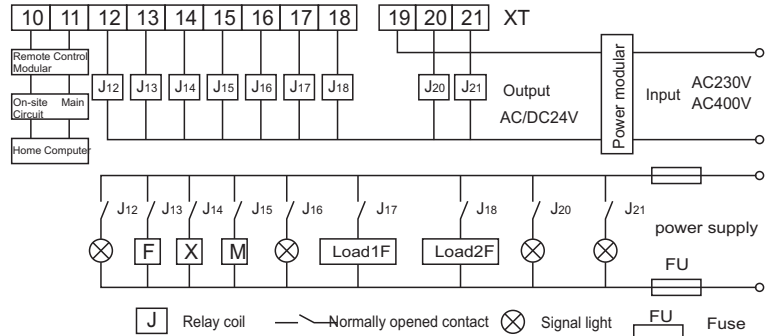 10 11 12 13 14 15 16 17 18 19 20 21 XT
Remote Control
Modular
On-site Main
Circuit
Home Computer
J12 J13 J14 J15 J16 J17 J18 J20 J21
Output
AC/DC24V
Power modular
Input
AC230V
AC400V
J12 J13 J14 J15 J16 J17 J18 J20 J21
power supply
F X M Load1F Load2F
FU
J Relay coil Normally opened contact Signal light FU Fuse